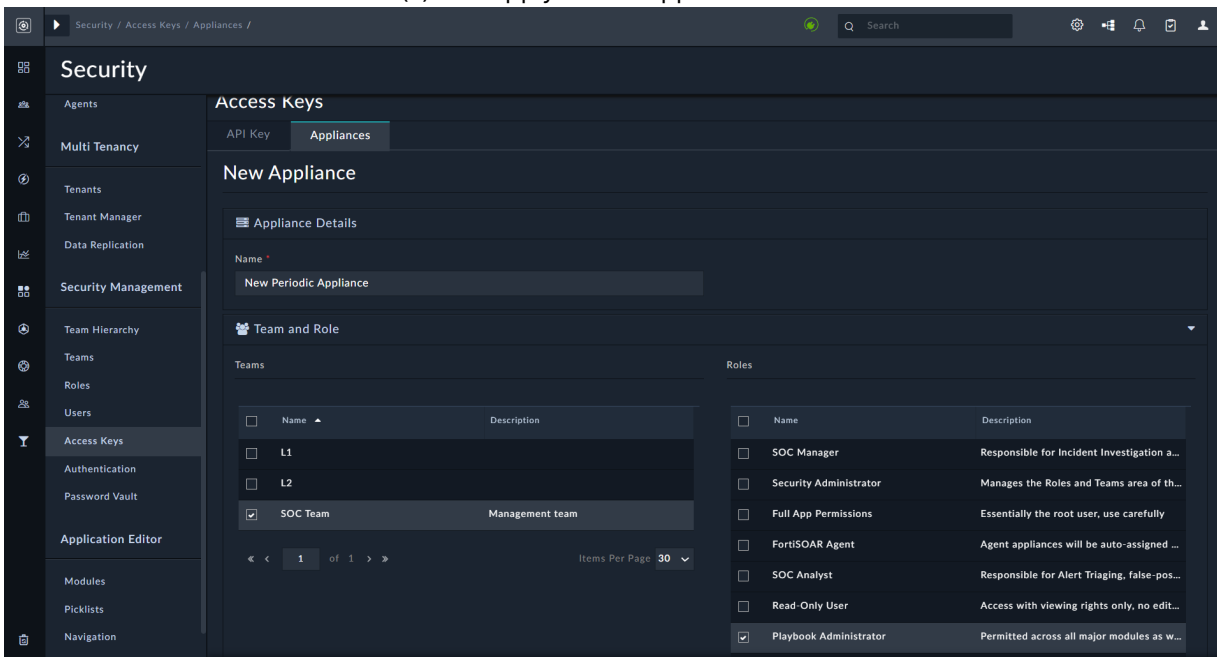 Security / Access Keys / Appliances /
Search
Security
Agents
Multi Tenancy
Tenants
Tenant Manager
Data Replication
Security Management
Team Hierarchy
Teams
Roles
Users
Access Keys
Authentication
Password Vault
Application Editor
Modules
Picklists
Navigation
Access Keys
API Key Appliances
New Appliance
Appliance Details
Name *
New Periodic Appliance
Team and Role
Teams
Name Description
L1
L2
SOC Team Management team
« < 1 of 1 > » Items Per Page 30
Roles
Name Description
SOC Manager Responsible for Incident Investigation a...
Security Administrator Manages the Roles and Teams area of th...
Full App Permissions Essentially the root user, use carefully
FortiSOAR Agent Agent appliances will be auto-assigned ...
SOC Analyst Responsible for Alert Triaging, false-pos...
Read-Only User Access with viewing rights only, no edit...
Playbook Administrator Permitted across all major modules as w...